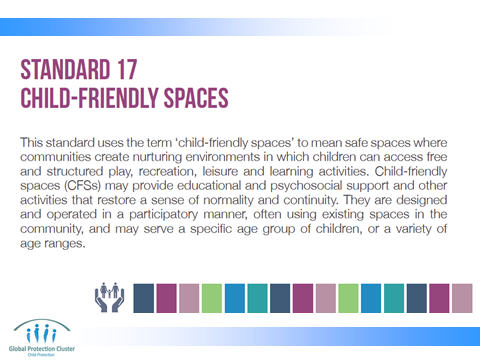 STANDARD 17
CHILD-FRIENDLY SPACES
This standard uses the term ‘child-friendly spaces’ to mean safe spaces where
communities create nurturing environments in which children can access free
and structured play, recreation, leisure and learning activities. Child-friendly
spaces (CFSs) may provide educational and psychosocial support and other
activities that restore a sense of normality and continuity. They are designed
and operated in a participatory manner, often using existing spaces in the
community, and may serve a specific age group of children, or a variety of
age ranges.
Global Protection Cluster
Child Protection